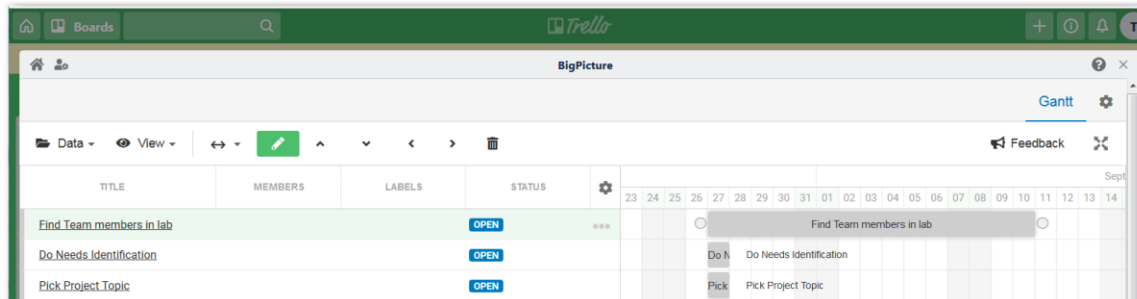 Boards
Trello
T
BigPicture
Gantt
Data View Feedback
TITLE MEMBERS LABELS STATUS
Sept
23 24 25 26 27 28 29 30 31 01 02 03 04 05 06 07 08 09 10 11 12 13 14
Find Team members in lab OPEN Find Team members in lab
Do Needs Identification OPEN Do N Do Needs Identification
Pick Project Topic OPEN Pick Pick Project Topic